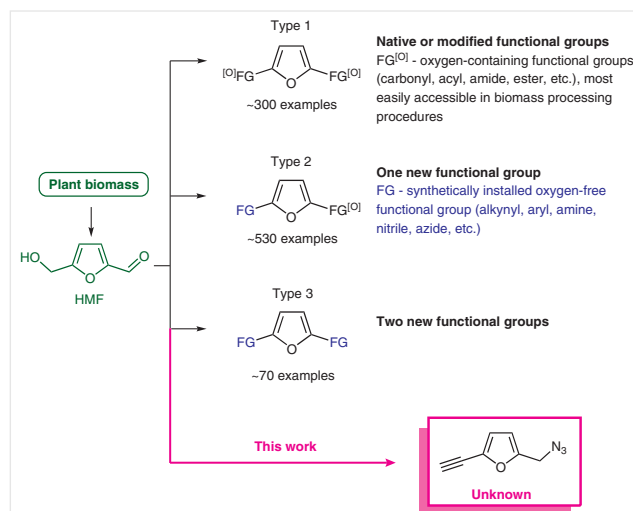 Type 1
[O]FG
O
FG[O]
~300 examples
Native or modified functional groups
FG[O] - oxygen-containing functional groups
(carbonyl, acyl, amide, ester, etc.), most
easily accessible in biomass processing
procedures
Plant biomass
HO
O
O
HMF
Type 2
FG
O
FG[O]
~530 examples
One new functional group
FG - synthetically installed oxygen-free
functional group (alkynyl, aryl, amine,
nitrile, azide, etc.)
Type 3
FG
O
FG
~70 examples
Two new functional groups
This work
O
N3
Unknown